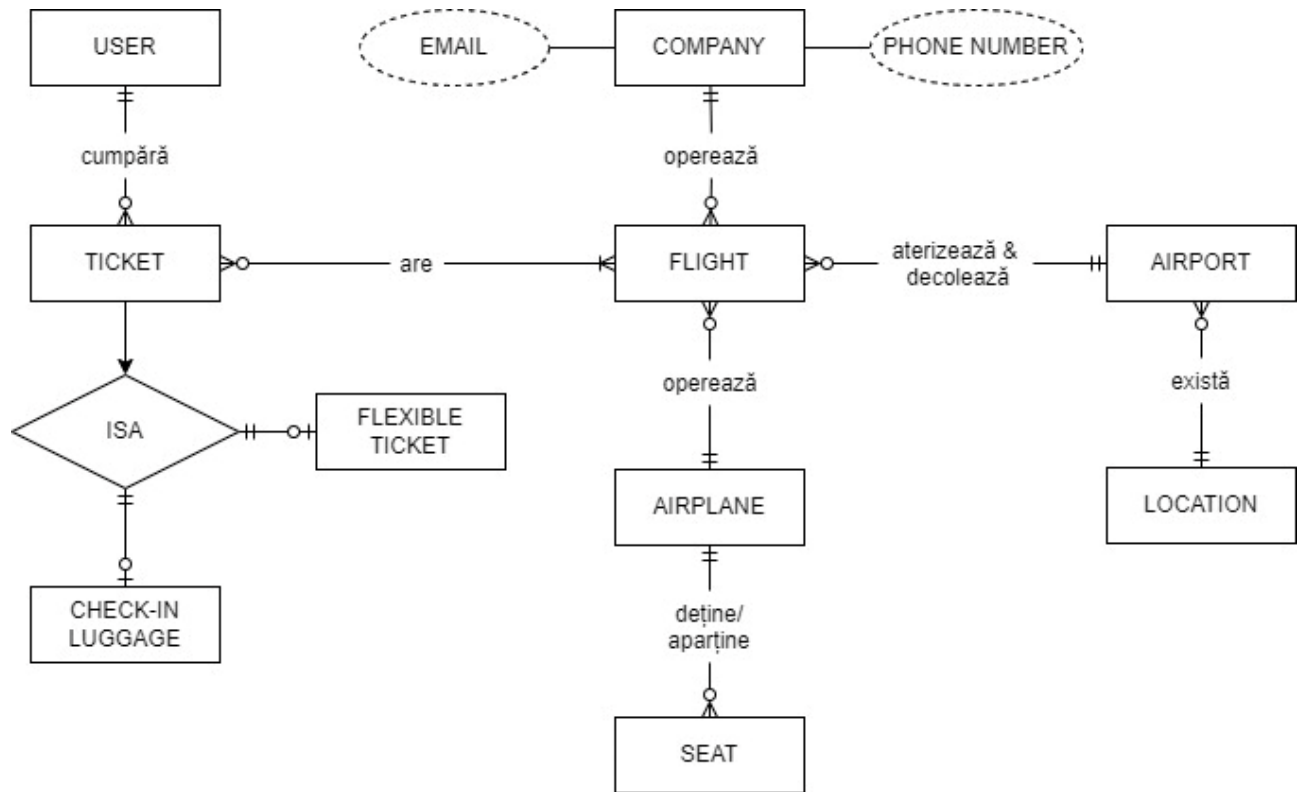 USER
EMAIL
COMPANY
PHONE NUMBER
cumpără
operează
TICKET
are
FLIGHT
aterizează &
decolează
AIRPORT
ISA
FLEXIBLE
TICKET
operează
există
AIRPLANE
LOCATION
CHECK-IN
LUGGAGE
deține/
aparține
SEAT